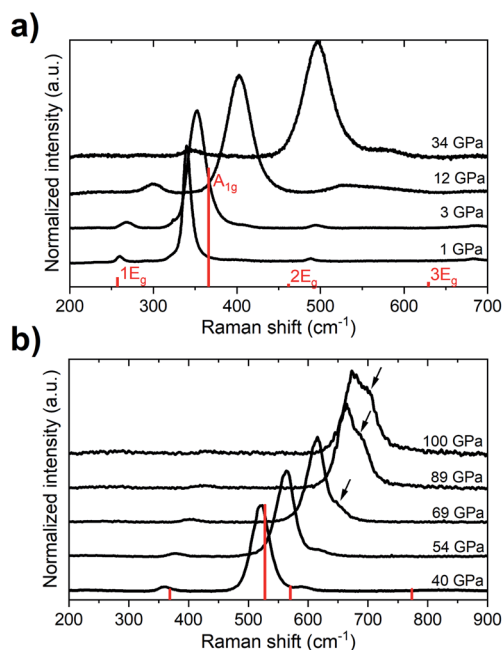 a)
Normalized intensity (a.u.)
34 GPa
12 GPa
3 GPa
1 GPa
A1g
1Eg
2Eg
3Eg
200 300 400 500 600 700
Raman shift (cm-1)
b)
Normalized intensity (a.u.)
100 GPa
89 GPa
69 GPa
54 GPa
40 GPa
200 300 400 500 600 700 800 900
Raman shift (cm-1)